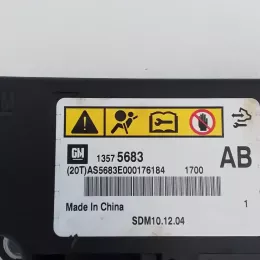 GM 1357 5683 AB
(20T)AS5683E000176184 1700
Made In China 1
SDM10.12.04